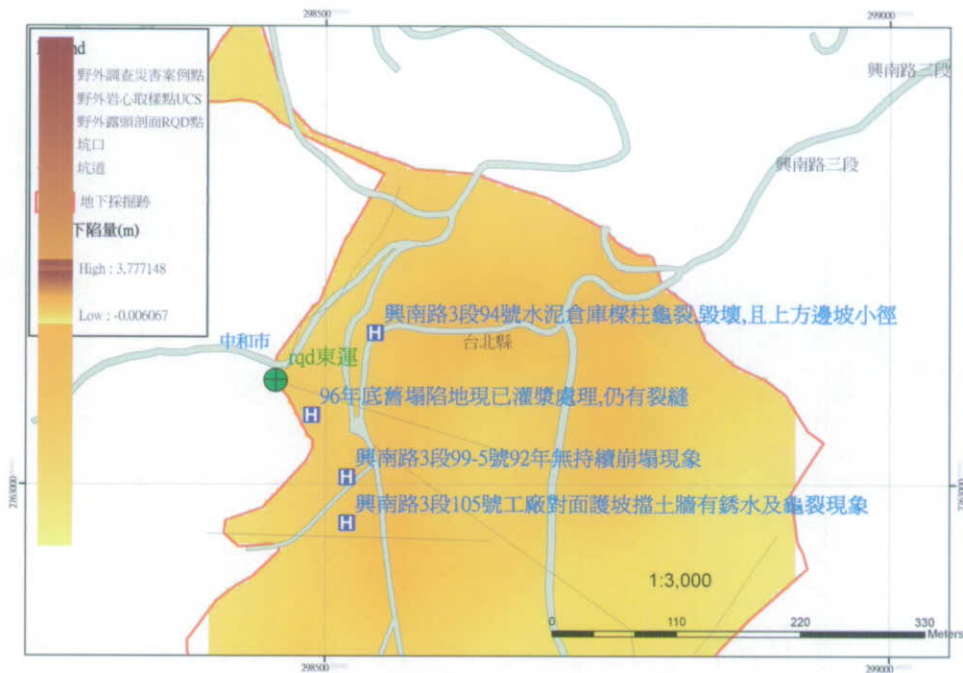 298500
299000
nd
野外調查災害案例點
野外岩心取樣點UCS
野外露頭剖面RQD點
坑口
坑道
地下採掘跡
下陷量(m)
High : 3.777148
Low : -0.006067
興南路三段
興南路三段
興南路3段94號水泥倉庫樑柱龜裂,毀壞,且上方邊坡小徑
台北縣
中和市
rqd東運
96年底舊塌陷地現已灌漿處理,仍有裂縫
興南路3段99-5號92年無持續崩塌現象
興南路3段105號工廠對面護坡擋土牆有銹水及龜裂現象
2763000
2763000
1:3,000
0 110 220 330
Meters
298500
299000